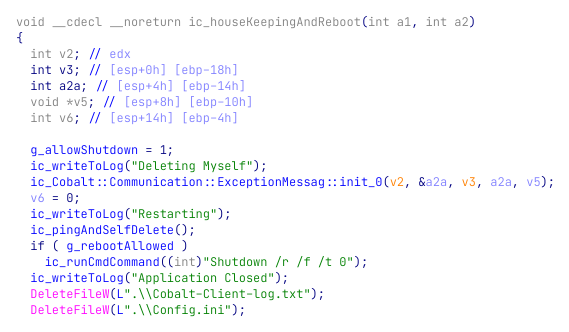 void __cdecl __noreturn ic_houseKeepingAndReboot(int a1, int a2)
{
  int v2; // edx
  int v3; // [esp+0h] [ebp-18h]
  int a2a; // [esp+4h] [ebp-14h]
  void *v5; // [esp+8h] [ebp-10h]
  int v6; // [esp+14h] [ebp-4h]

  g_allowShutdown = 1;
  ic_writeToLog("Deleting Myself");
  ic_Cobalt::Communication::ExceptionMessag::init_0(v2, &a2a, v3, a2a, v5);
  v6 = 0;
  ic_writeToLog("Restarting");
  ic_pingAndSelfDelete();
  if ( g_rebootAllowed )
    ic_runCmdCommand((int)"Shutdown /r /f /t 0");
  ic_writeToLog("Application Closed");
  DeleteFileW(L".\\Cobalt-Client-log.txt");
  DeleteFileW(L".\\Config.ini");